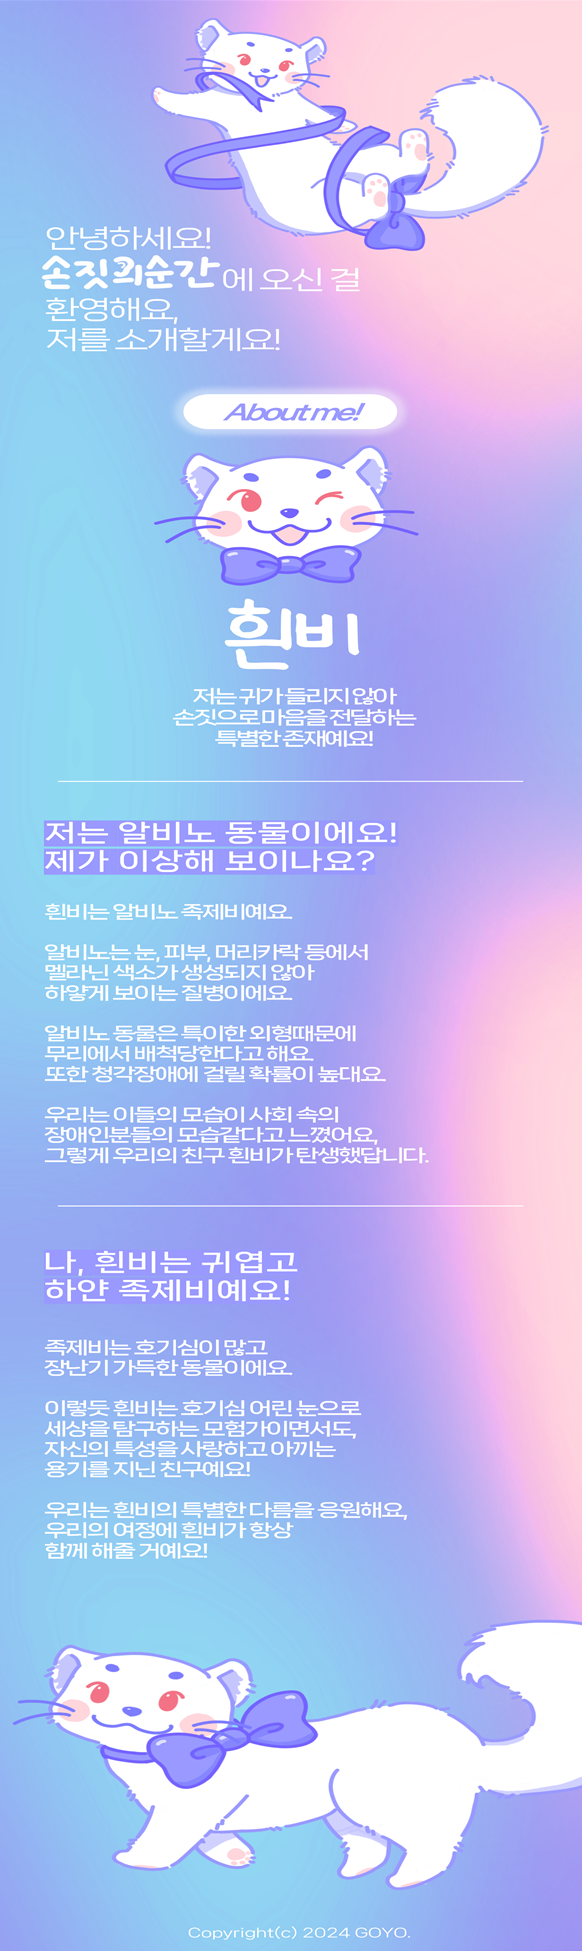 안녕하세요!
손짓의순간에 오신 걸
환영해요,
저를 소개할게요!
About me!
흰비
저는 귀가 들리지 않아
손짓으로 마음을 전달하는
특별한 존재예요!
저는 알비노 동물이에요!
제가 이상해 보이나요?
흰비는 알비노 족제비예요.
알비노는 눈, 피부, 머리카락 등에서
멜라닌 색소가 생성되지 않아
하얗게 보이는 질병이에요.
알비노 동물은 특이한 외형때문에
무리에서 배척당한다고 해요.
또한 청각장애에 걸릴 확률이 높대요.
우리는 이들의 모습이 사회 속의
장애인분들의 모습같다고 느꼈어요,
그렇게 우리의 친구 흰비가 탄생했답니다.
나, 흰비는 귀엽고
하얀 족제비예요!
족제비는 호기심이 많고
장난기 가득한 동물이에요.
이렇듯 흰비는 호기심 어린 눈으로
세상을 탐구하는 모험가이면서도,
자신의 특성을 사랑하고 아끼는
용기를 지닌 친구예요!
우리는 흰비의 특별한 다름을 응원해요,
우리의 여정에 흰비가 항상
함께 해줄 거예요!
Copyright(c) 2024 GOYO.